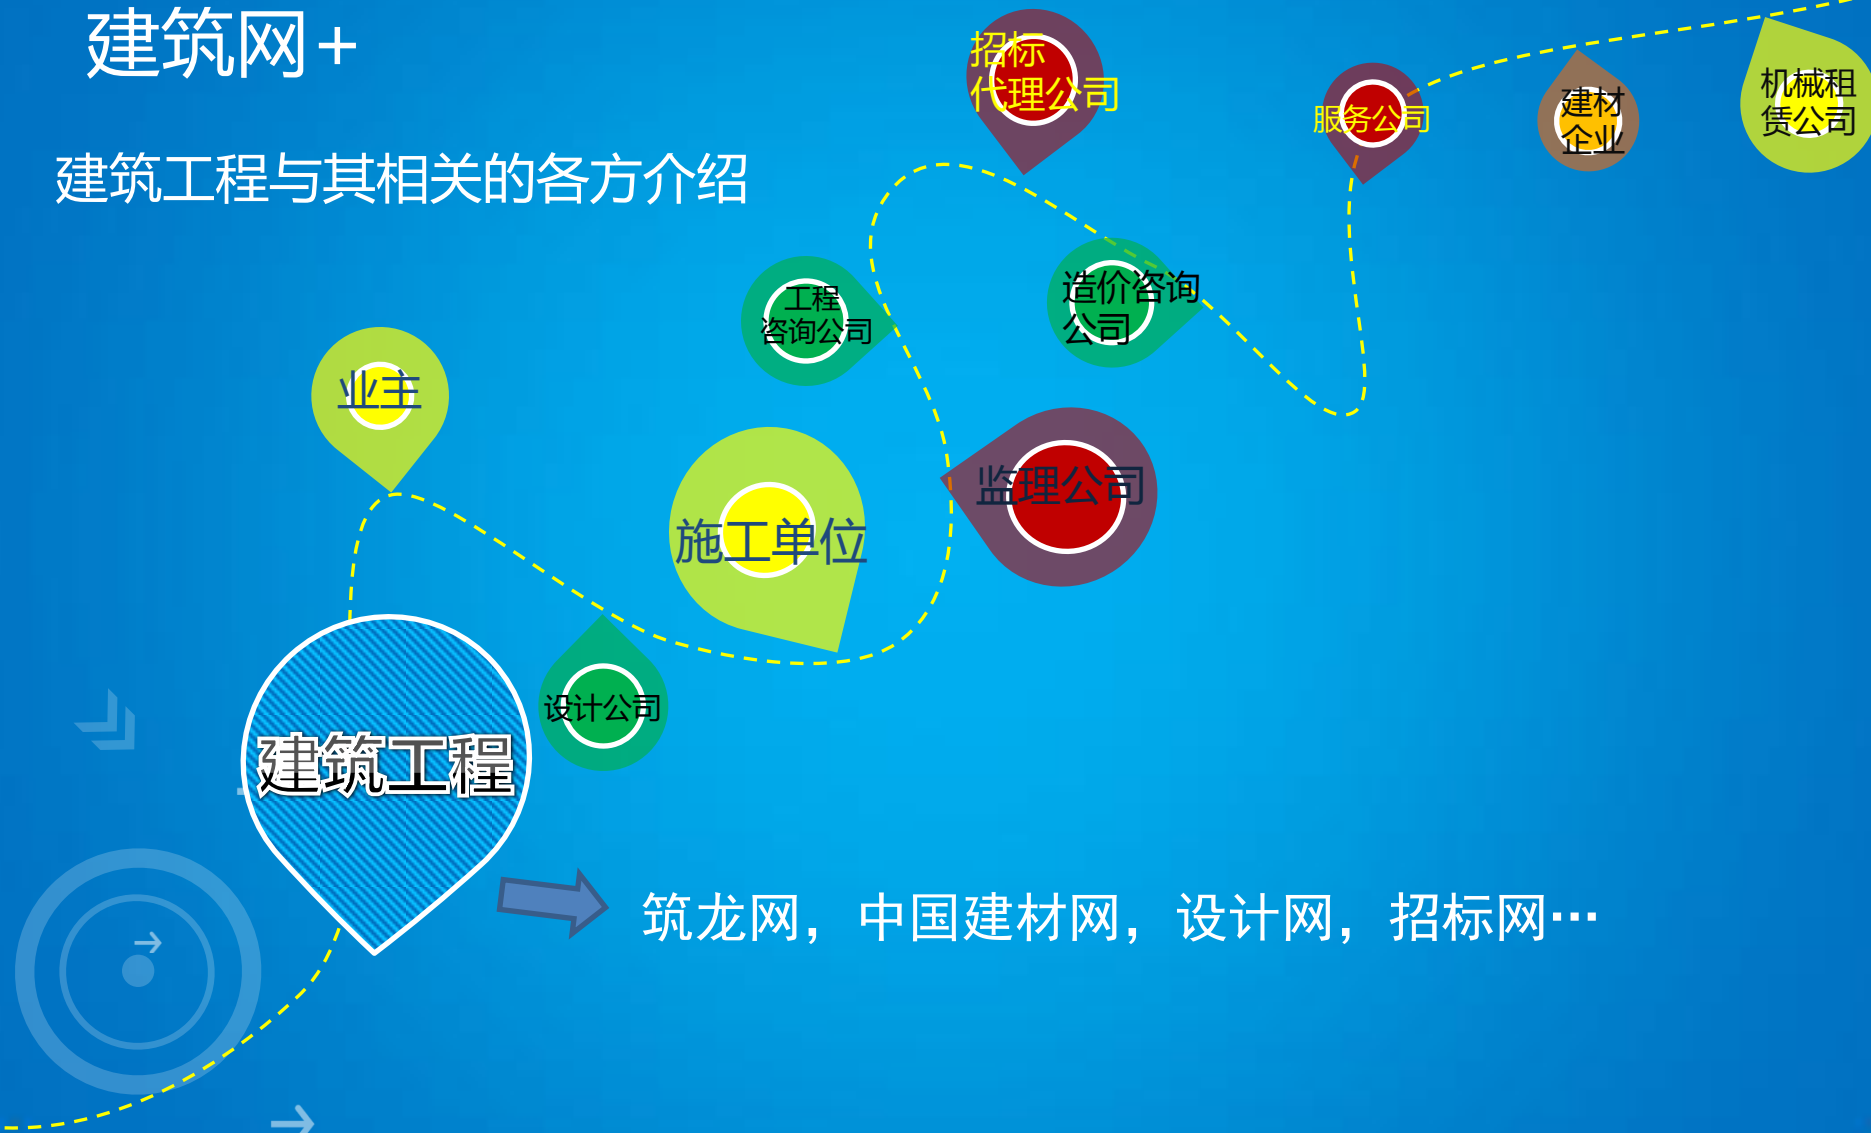 建筑网+
建筑工程与其相关的各方介绍
招标
代理公司
服务公司
建材
企业
机械租
赁公司
工程
咨询公司
造价咨询
公司
业主
监理公司
施工单位
设计公司
建筑工程
筑龙网，中国建材网，设计网，招标网…